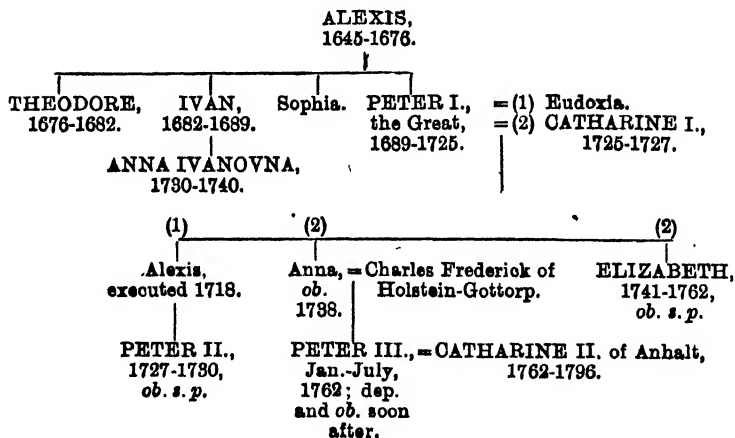 ALEXIS,
1645-1676.
THEODORE, IVAN, Sophia. PETER I., = (1) Eudoxia.
1676-1682. 1682-1689. the Great, = (2) CATHARINE I.,
1689-1725. 1725-1727.
ANNA IVANOVNA,
1730-1740.
(1) (2) (2)
Alexis, Anna, = Charles Frederick of ELIZABETH,
executed 1718. ob. Holstein-Gottorp. 1741-1762,
1738. ob. s. p.
PETER II., PETER III., = CATHARINE II. of Anhalt,
1727-1730, Jan.-July, 1762-1796.
ob. s. p. 1762; dep.
and ob. soon
after.